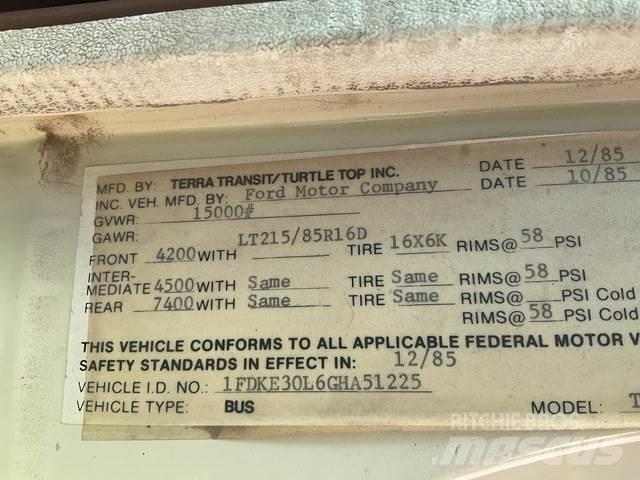 MFD. BY: TERRA TRANSIT/TURTLE TOP INC. DATE 12/85
INC. VEH. MFD. BY: Ford Motor Company DATE 10/85
GVWR: 15000#
GAWR: LT215/85R16D
FRONT 4200 WITH TIRE 16X6K RIMS@ 58 PSI
INTER-
MEDIATE 4500 WITH Same TIRE Same RIMS@ 58 PSI
REAR 7400 WITH Same TIRE Same RIMS@ PSI Cold
RIMS@ 58 PSI Cold
THIS VEHICLE CONFORMS TO ALL APPLICABLE FEDERAL MOTOR V
SAFETY STANDARDS IN EFFECT IN: 12/85
VEHICLE I.D. NO.: 1FDKE30L6GHA51225
VEHICLE TYPE: BUS MODEL: T
RITCHIE BROS
MASCUS